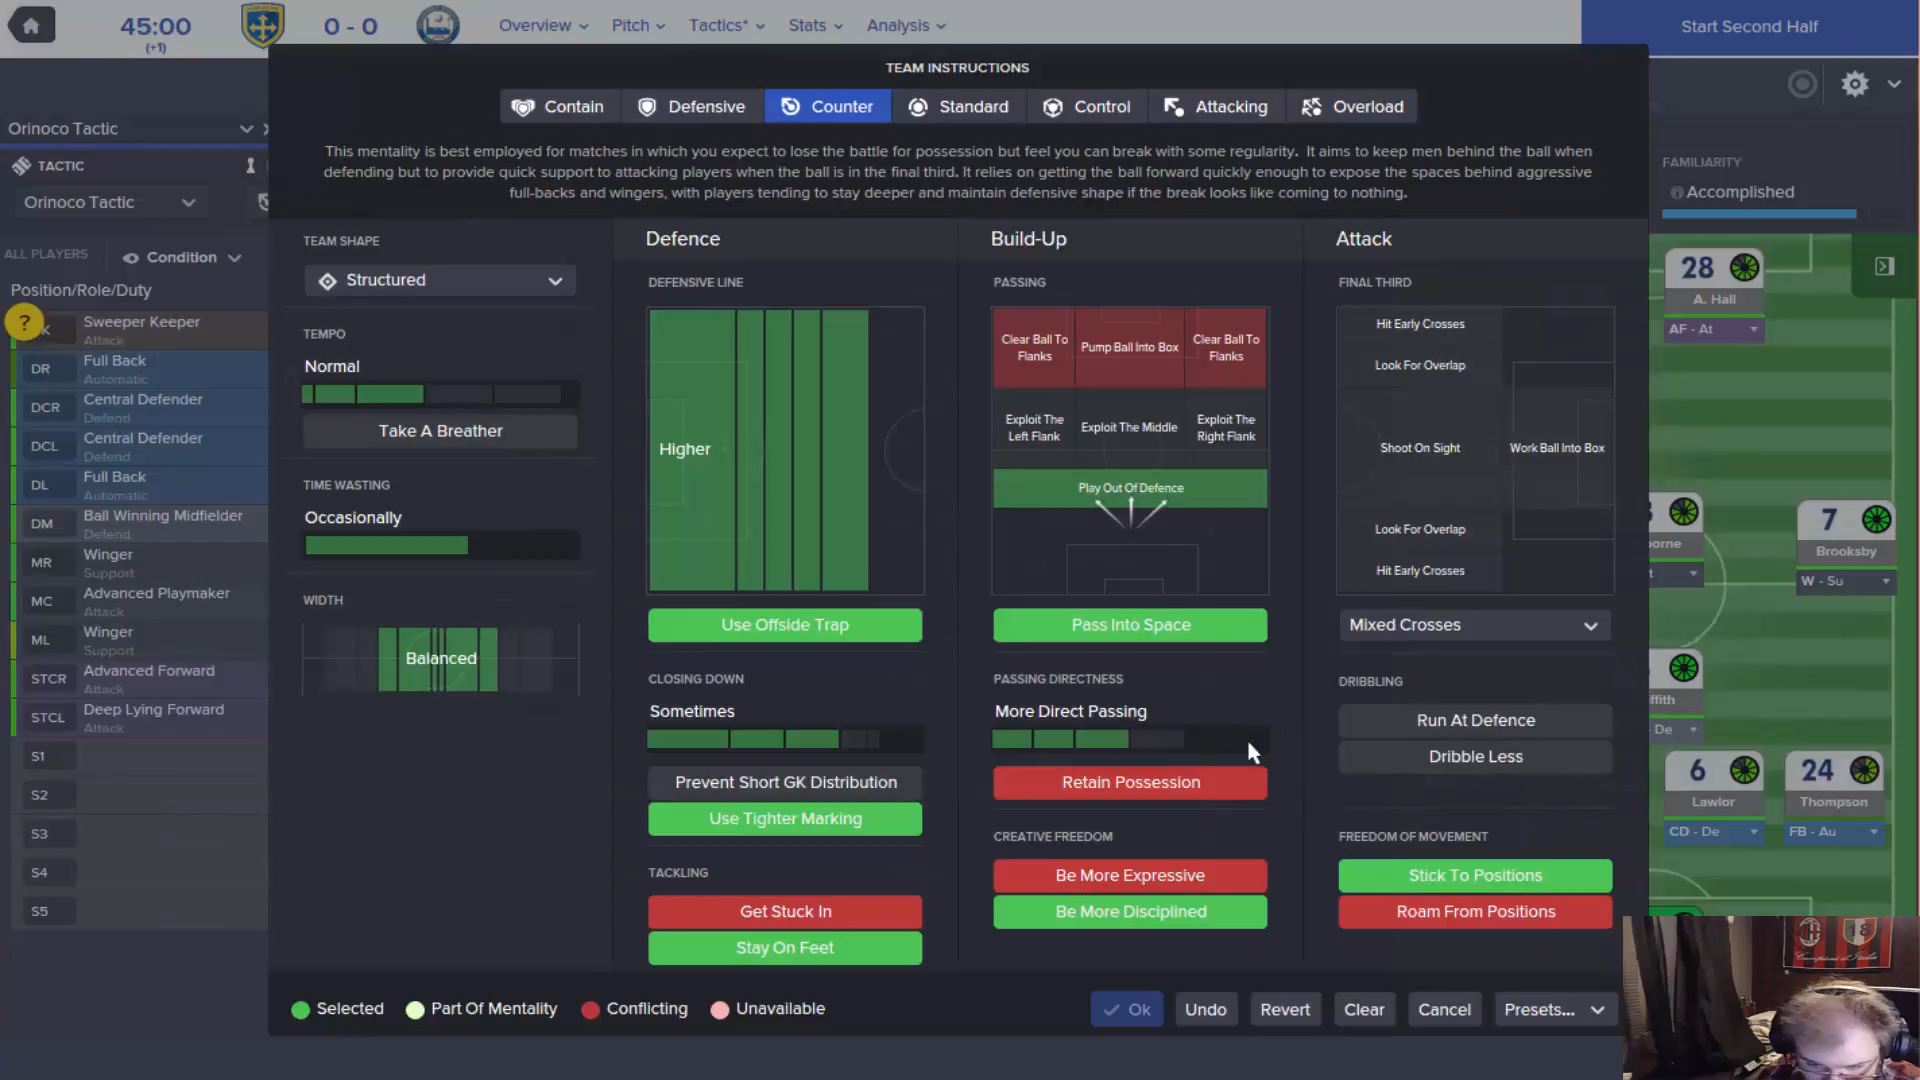 45:00
(+1)
0 - 0
Overview
Pitch
Tactics*
Stats
Analysis
Start Second Half
TEAM INSTRUCTIONS
Contain
Defensive
Counter
Standard
Control
Attacking
Overload
This mentality is best employed for matches in which you expect to lose the battle for possession but feel you can break with some regularity. It aims to keep men behind the ball when
defending but to provide quick support to attacking players when the ball is in the final third. It relies on getting the ball forward quickly enough to expose the spaces behind aggressive
full-backs and wingers, with players tending to stay deeper and maintain defensive shape if the break looks like coming to nothing.
Orinoco Tactic
TACTIC
Orinoco Tactic
ALL PLAYERS
Condition
Position/Role/Duty
?
K
Sweeper Keeper
Attack
DR
Full Back
Automatic
DCR
Central Defender
Defend
DCL
Central Defender
Defend
DL
Full Back
Automatic
DM
Ball Winning Midfielder
Defend
MR
Winger
Support
MC
Advanced Playmaker
Attack
ML
Winger
Support
STCR
Advanced Forward
Attack
STCL
Deep Lying Forward
Attack
S1
S2
S3
S4
S5
TEAM SHAPE
Structured
TEMPO
Normal
Take A Breather
TIME WASTING
Occasionally
WIDTH
Balanced
Defence
DEFENSIVE LINE
Higher
Use Offside Trap
CLOSING DOWN
Sometimes
Prevent Short GK Distribution
Use Tighter Marking
TACKLING
Get Stuck In
Stay On Feet
Build-Up
PASSING
Clear Ball To
Flanks
Pump Ball Into Box
Clear Ball To
Flanks
Exploit The
Left Flank
Exploit The Middle
Exploit The
Right Flank
Play Out Of Defence
Pass Into Space
PASSING DIRECTNESS
More Direct Passing
Retain Possession
CREATIVE FREEDOM
Be More Expressive
Be More Disciplined
Attack
FINAL THIRD
Hit Early Crosses
Look For Overlap
Shoot On Sight
Work Ball Into Box
Look For Overlap
Hit Early Crosses
Mixed Crosses
DRIBBLING
Run At Defence
Dribble Less
FREEDOM OF MOVEMENT
Stick To Positions
Roam From Positions
Selected
Part Of Mentality
Conflicting
Unavailable
Ok
Undo
Revert
Clear
Cancel
Presets...
FAMILIARITY
Accomplished
28
A. Hall
AF - At
orne
t
7
Brooksby
W - Su
ffith
- De
6
Lawlor
CD - De
24
Thompson
FB - Au